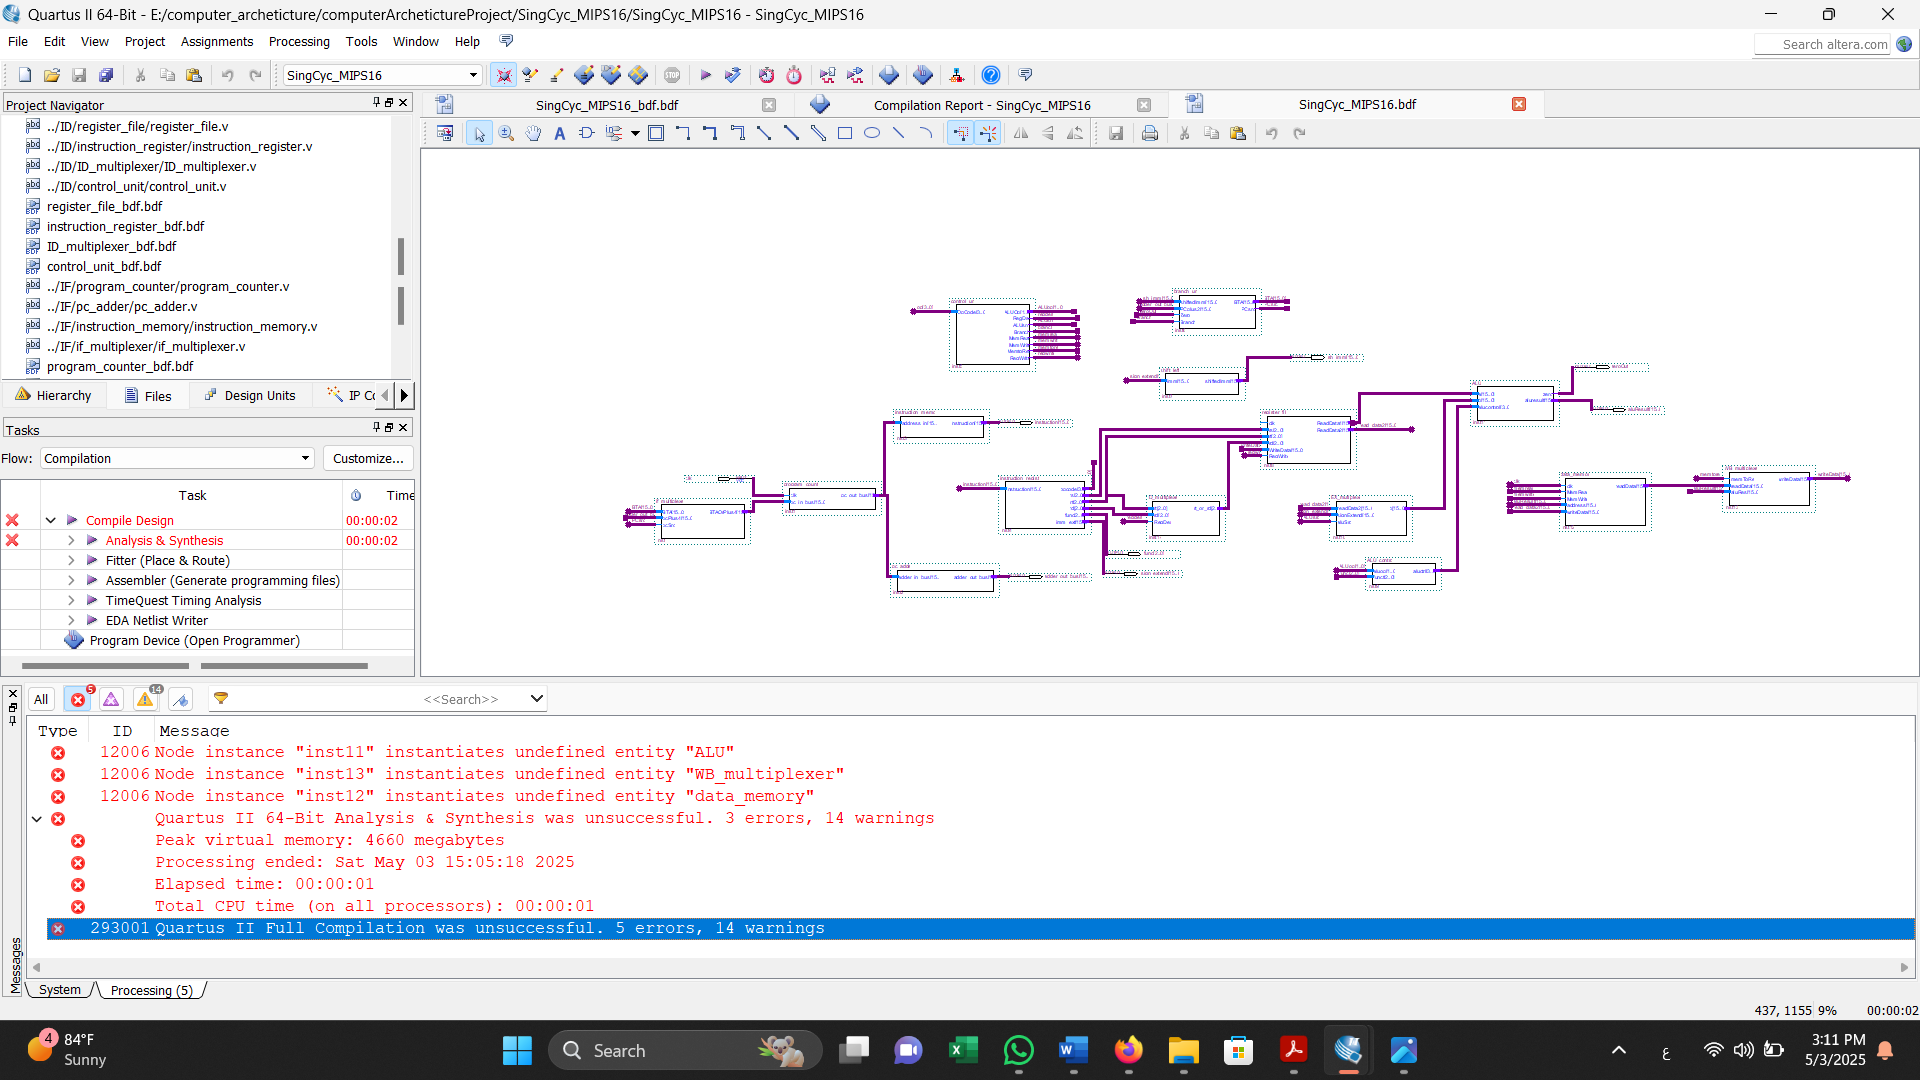 Quartus II 64-Bit - E:/computer_archeticture/computerArchetictureProject/SingCyc_MIPS16/SingCyc_MIPS16 - SingCyc_MIPS16
File Edit View Project Assignments Processing Tools Window Help
Search altera.com
SingCyc_MIPS16
Project Navigator
../ID/register_file/register_file.v
../ID/instruction_register/instruction_register.v
../ID/ID_multiplexer/ID_multiplexer.v
../ID/control_unit/control_unit.v
register_file_bdf.bdf
instruction_register_bdf.bdf
ID_multiplexer_bdf.bdf
control_unit_bdf.bdf
../IF/program_counter/program_counter.v
../IF/pc_adder/pc_adder.v
../IF/instruction_memory/instruction_memory.v
../IF/if_multiplexer/if_multiplexer.v
program_counter_bdf.bdf
Hierarchy Files Design Units IP Co
Tasks
Flow: Compilation Customize...
Task Time
Compile Design 00:00:02
Analysis & Synthesis 00:00:02
Fitter (Place & Route)
Assembler (Generate programming files)
TimeQuest Timing Analysis
EDA Netlist Writer
Program Device (Open Programmer)
SingCyc_MIPS16_bdf.bdf Compilation Report - SingCyc_MIPS16 SingCyc_MIPS16.bdf
All 5 14 <<Search>>
Type ID Message
12006 Node instance "inst11" instantiates undefined entity "ALU"
12006 Node instance "inst13" instantiates undefined entity "WB_multiplexer"
12006 Node instance "inst12" instantiates undefined entity "data_memory"
Quartus II 64-Bit Analysis & Synthesis was unsuccessful. 3 errors, 14 warnings
Peak virtual memory: 4660 megabytes
Processing ended: Sat May 03 15:05:18 2025
Elapsed time: 00:00:01
Total CPU time (on all processors): 00:00:01
293001 Quartus II Full Compilation was unsuccessful. 5 errors, 14 warnings
Messages
System Processing (5)
437, 1155 9% 00:00:02
4
84°F
Sunny
Search
ع
3:11 PM
5/3/2025